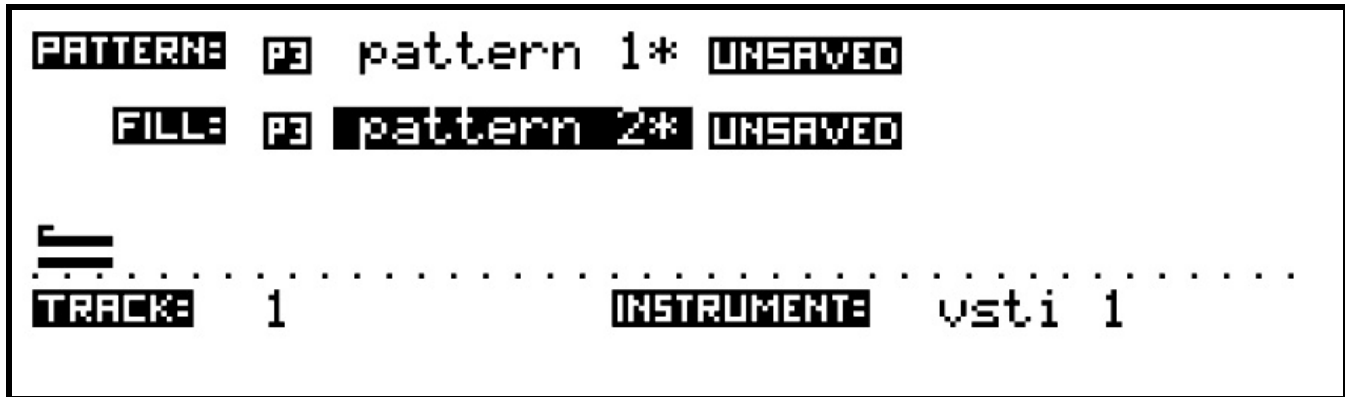 PATTERN: P3 pattern 1* UNSAVED
FILL: P3 pattern 2* UNSAVED
TRACK: 1 INSTRUMENT: vsti 1